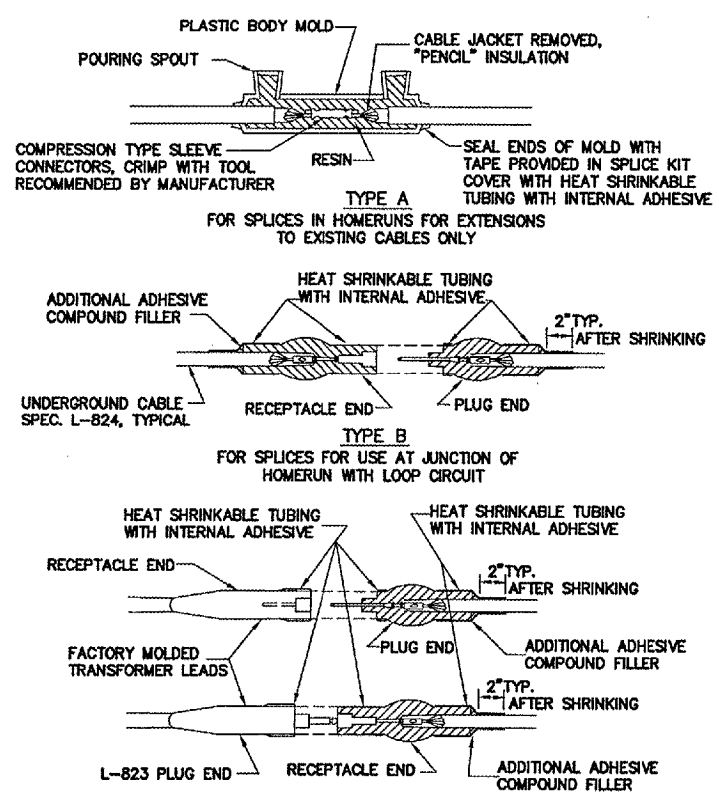 PLASTIC BODY MOLD
POURING SPOUT
CABLE JACKET REMOVED,
"PENCIL" INSULATION
COMPRESSION TYPE SLEEVE
CONNECTORS, CRIMP WITH TOOL
RECOMMENDED BY MANUFACTURER
RESIN
SEAL ENDS OF MOLD WITH
TAPE PROVIDED IN SPLICE KIT
COVER WITH HEAT SHRINKABLE
TUBING WITH INTERNAL ADHESIVE
TYPE A
FOR SPLICES IN HOMERUNS FOR EXTENSIONS
TO EXISTING CABLES ONLY
HEAT SHRINKABLE TUBING
WITH INTERNAL ADHESIVE
ADDITIONAL ADHESIVE
COMPOUND FILLER
2" TYP.
AFTER SHRINKING
UNDERGROUND CABLE
SPEC. L-824, TYPICAL
RECEPTACLE END
PLUG END
TYPE B
FOR SPLICES FOR USE AT JUNCTION OF
HOMERUN WITH LOOP CIRCUIT
HEAT SHRINKABLE TUBING
WITH INTERNAL ADHESIVE
HEAT SHRINKABLE TUBING
WITH INTERNAL ADHESIVE
RECEPTACLE END
2" TYP.
AFTER SHRINKING
PLUG END
FACTORY MOLDED
TRANSFORMER LEADS
ADDITIONAL ADHESIVE
COMPOUND FILLER
2" TYP.
AFTER SHRINKING
L-823 PLUG END
RECEPTACLE END
ADDITIONAL ADHESIVE
COMPOUND FILLER